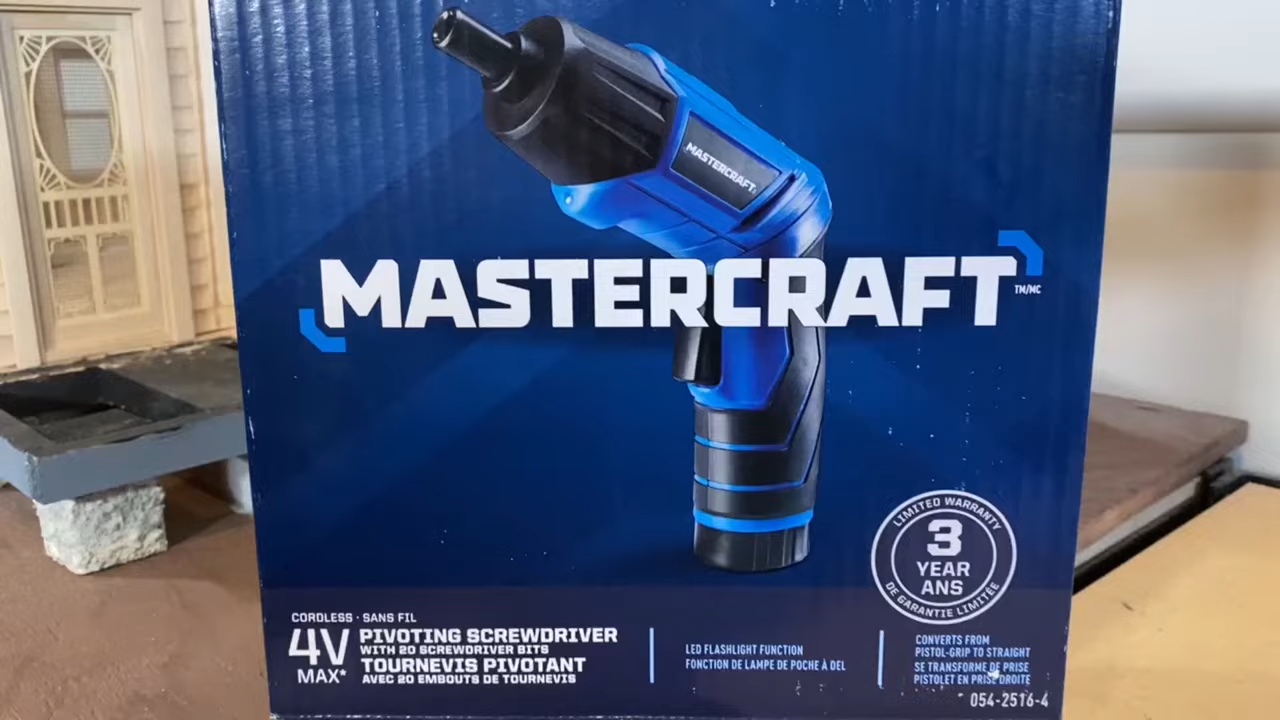 MASTERCRAFT
MASTERCRAFT
TM/MC
LIMITED WARRANTY
3
YEAR
ANS
DE GARANTIE LIMITÉE
CORDLESS · SANS FIL
4V
MAX*
PIVOTING SCREWDRIVER
WITH 20 SCREWDRIVER BITS
TOURNEVIS PIVOTANT
AVEC 20 EMBOUTS DE TOURNEVIS
LED FLASHLIGHT FUNCTION
FONCTION DE LAMPE DE POCHE À DEL
CONVERTS FROM
PISTOL-GRIP TO STRAIGHT
SE TRANSFORME DE PRISE
PISTOLET EN PRISE DROITE
054-2516-4